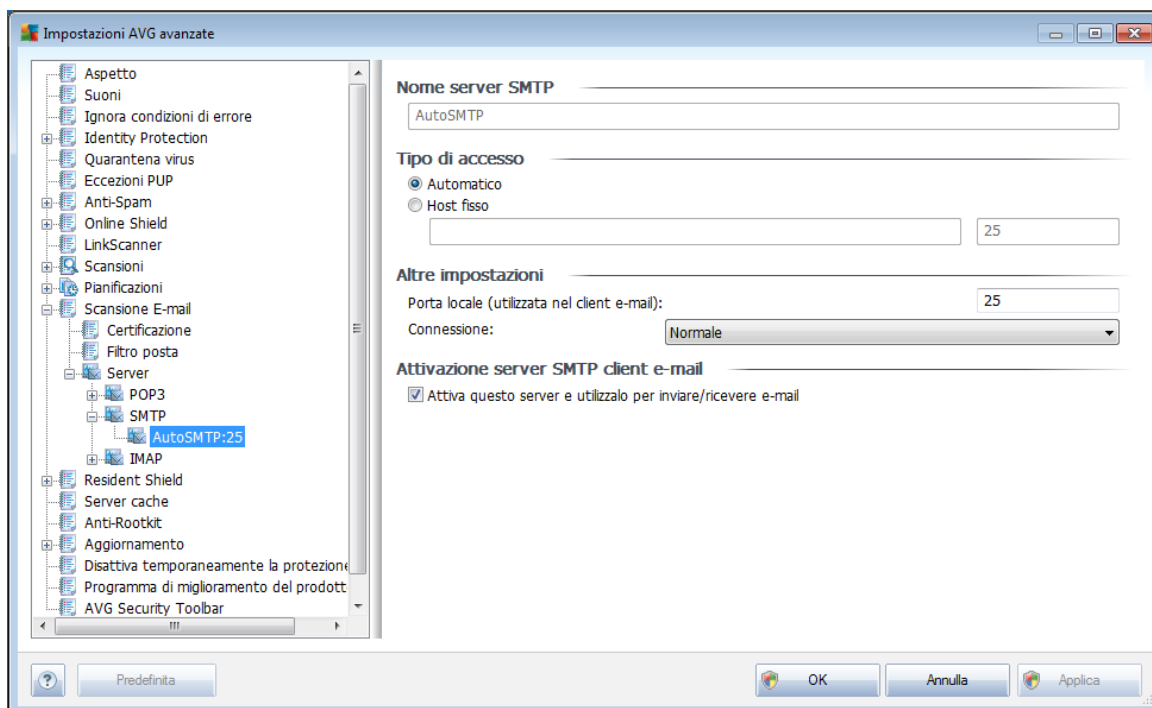 Impostazioni AVG avanzate
Aspetto
Suoni
Ignora condizioni di errore
Identity Protection
Quarantena virus
Eccezioni PUP
Anti-Spam
Online Shield
LinkScanner
Scansioni
Pianificazioni
Scansione E-mail
Certificazione
Filtro posta
Server
POP3
SMTP
AutoSMTP:25
IMAP
Resident Shield
Server cache
Anti-Rootkit
Aggiornamento
Disattiva temporaneamente la protezione
Programma di miglioramento del prodott
AVG Security Toolbar
Nome server SMTP
AutoSMTP
Tipo di accesso
Automatico
Host fisso
25
Altre impostazioni
Porta locale (utilizzata nel client e-mail):
25
Connessione:
Normale
Attivazione server SMTP client e-mail
Attiva questo server e utilizzalo per inviare/ricevere e-mail
?
Predefinita
OK
Annulla
Applica